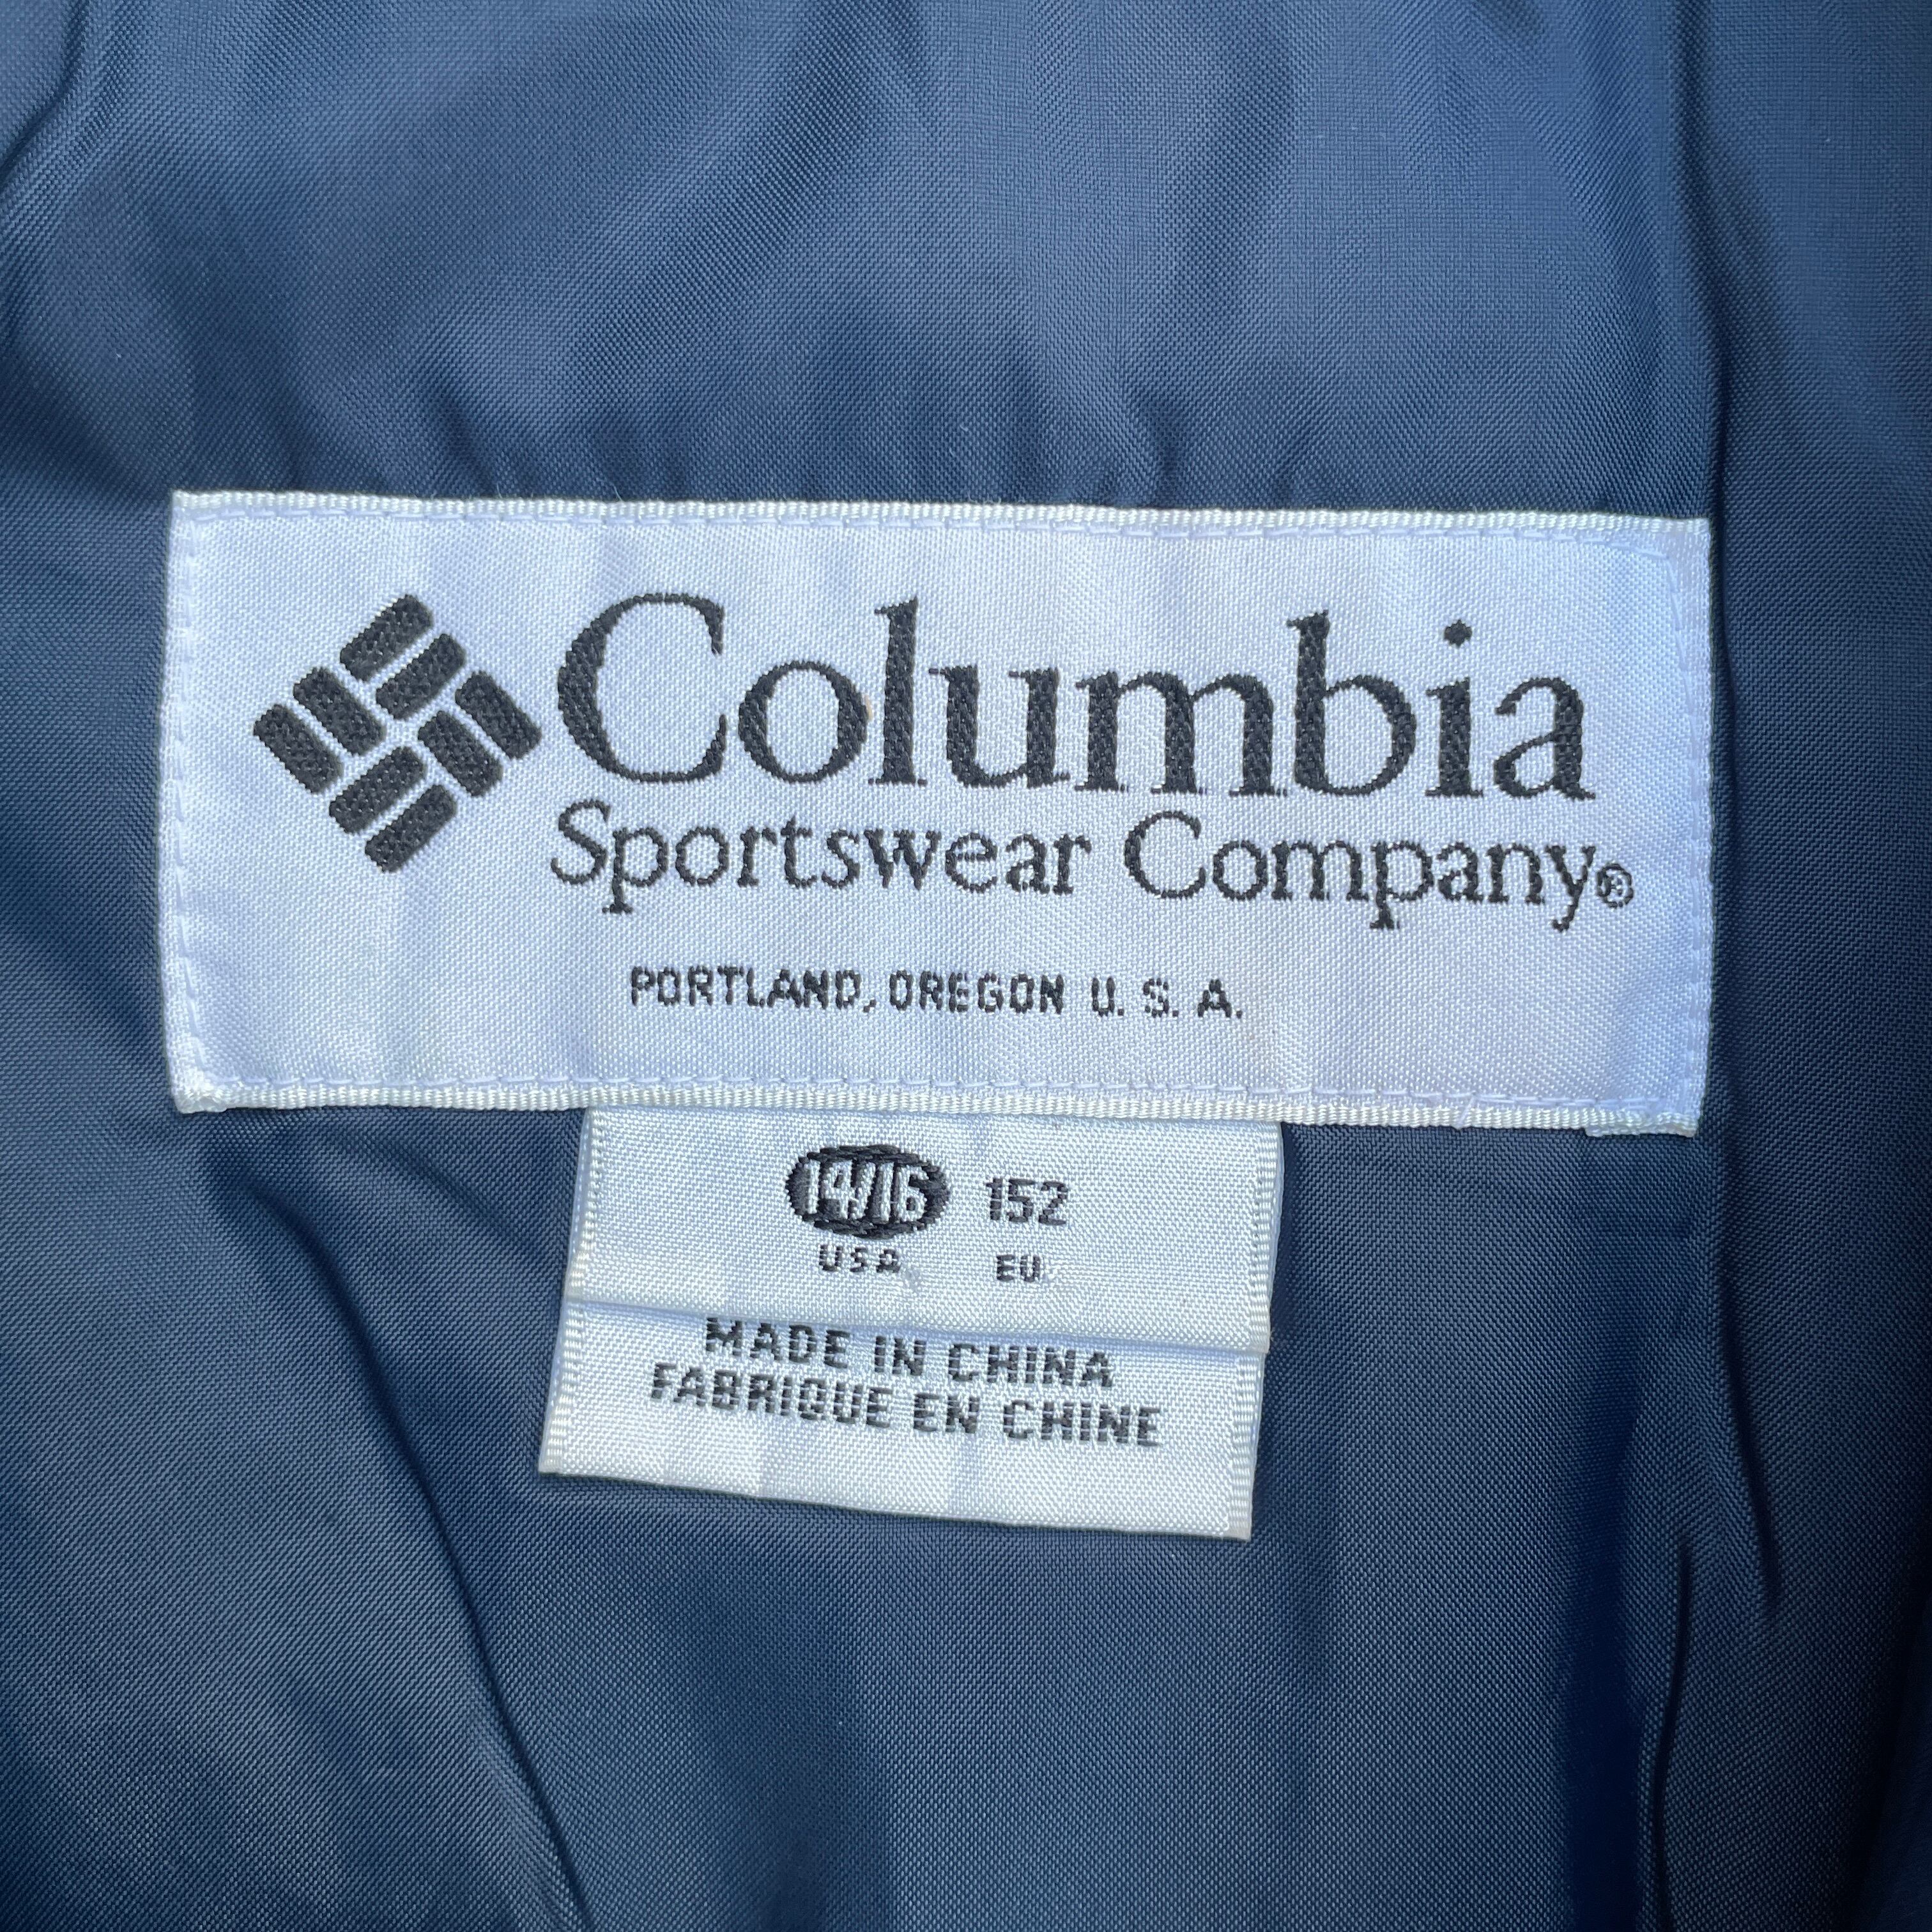 Columbia
Sportswear Company®
PORTLAND, OREGON U.S.A.
14/16 152
USA EU
MADE IN CHINA
FABRIQUE EN CHINE